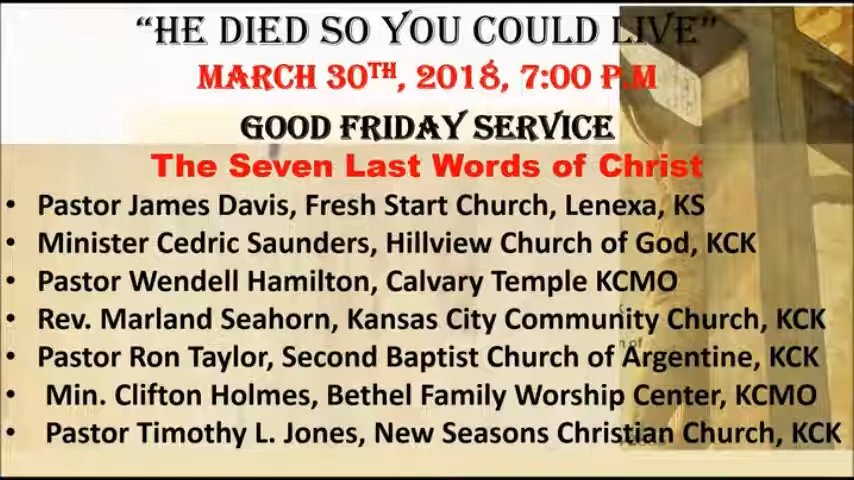 “HE DIED SO YOU COULD LIVE”
MARCH 30TH, 2018, 7:00 P.M
GOOD FRIDAY SERVICE
The Seven Last Words of Christ
• Pastor James Davis, Fresh Start Church, Lenexa, KS
• Minister Cedric Saunders, Hillview Church of God, KCK
• Pastor Wendell Hamilton, Calvary Temple KCMO
• Rev. Marland Seahorn, Kansas City Community Church, KCK
• Pastor Ron Taylor, Second Baptist Church of Argentine, KCK
• Min. Clifton Holmes, Bethel Family Worship Center, KCMO
• Pastor Timothy L. Jones, New Seasons Christian Church, KCK